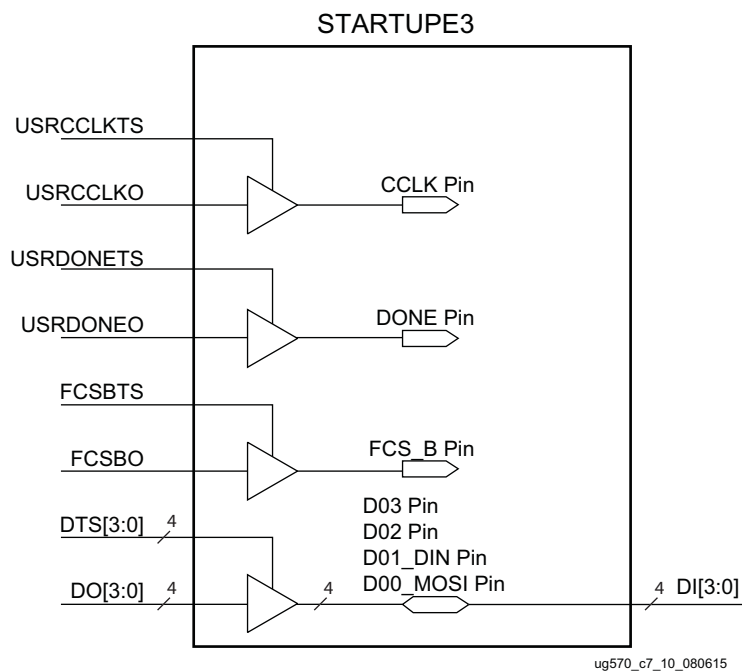 STARTUPE3
USRCCLKTS
USRCCLKO
CCLK Pin
USRDONETS
USRDONEO
DONE Pin
FCSBTS
FCSBO
FCS_B Pin
DTS[3:0]
4
D03 Pin
D02 Pin
D01_DIN Pin
D00_MOSI Pin
DO[3:0]
4
4
4
DI[3:0]
ug570_c7_10_080615